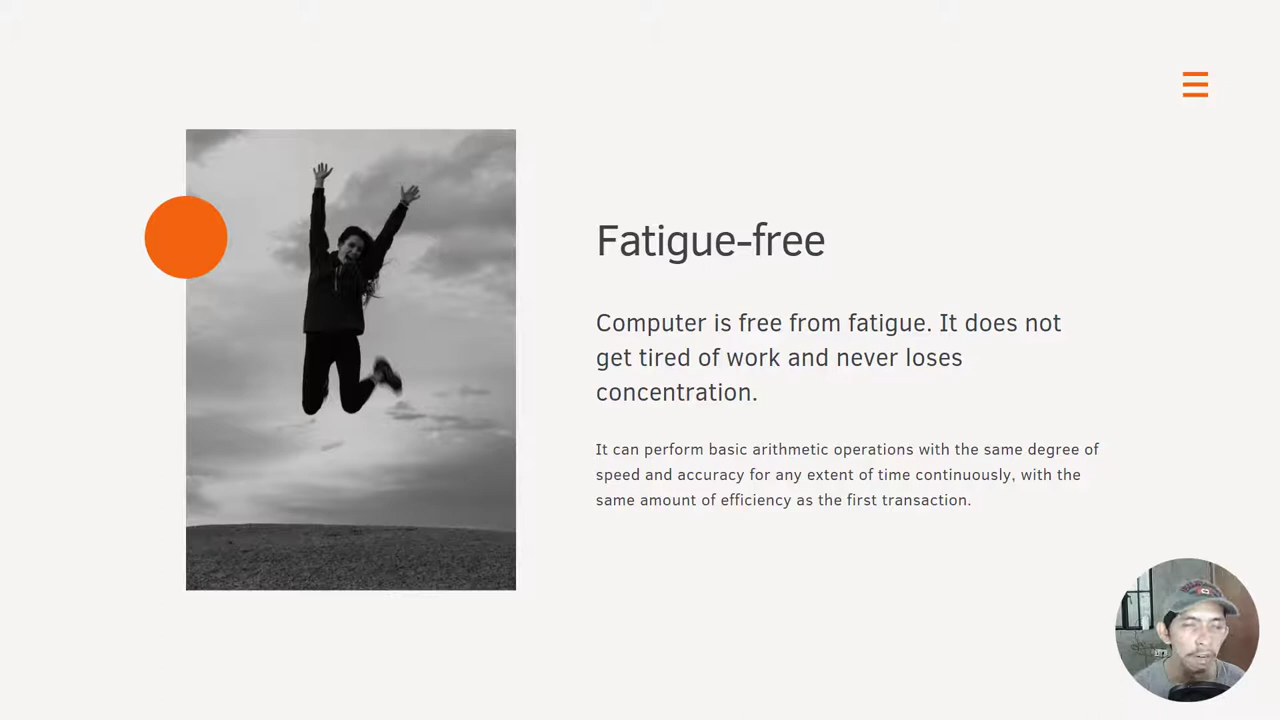 Fatigue-free
Computer is free from fatigue. It does not
get tired of work and never loses
concentration.
It can perform basic arithmetic operations with the same degree of
speed and accuracy for any extent of time continuously, with the
same amount of efficiency as the first transaction.